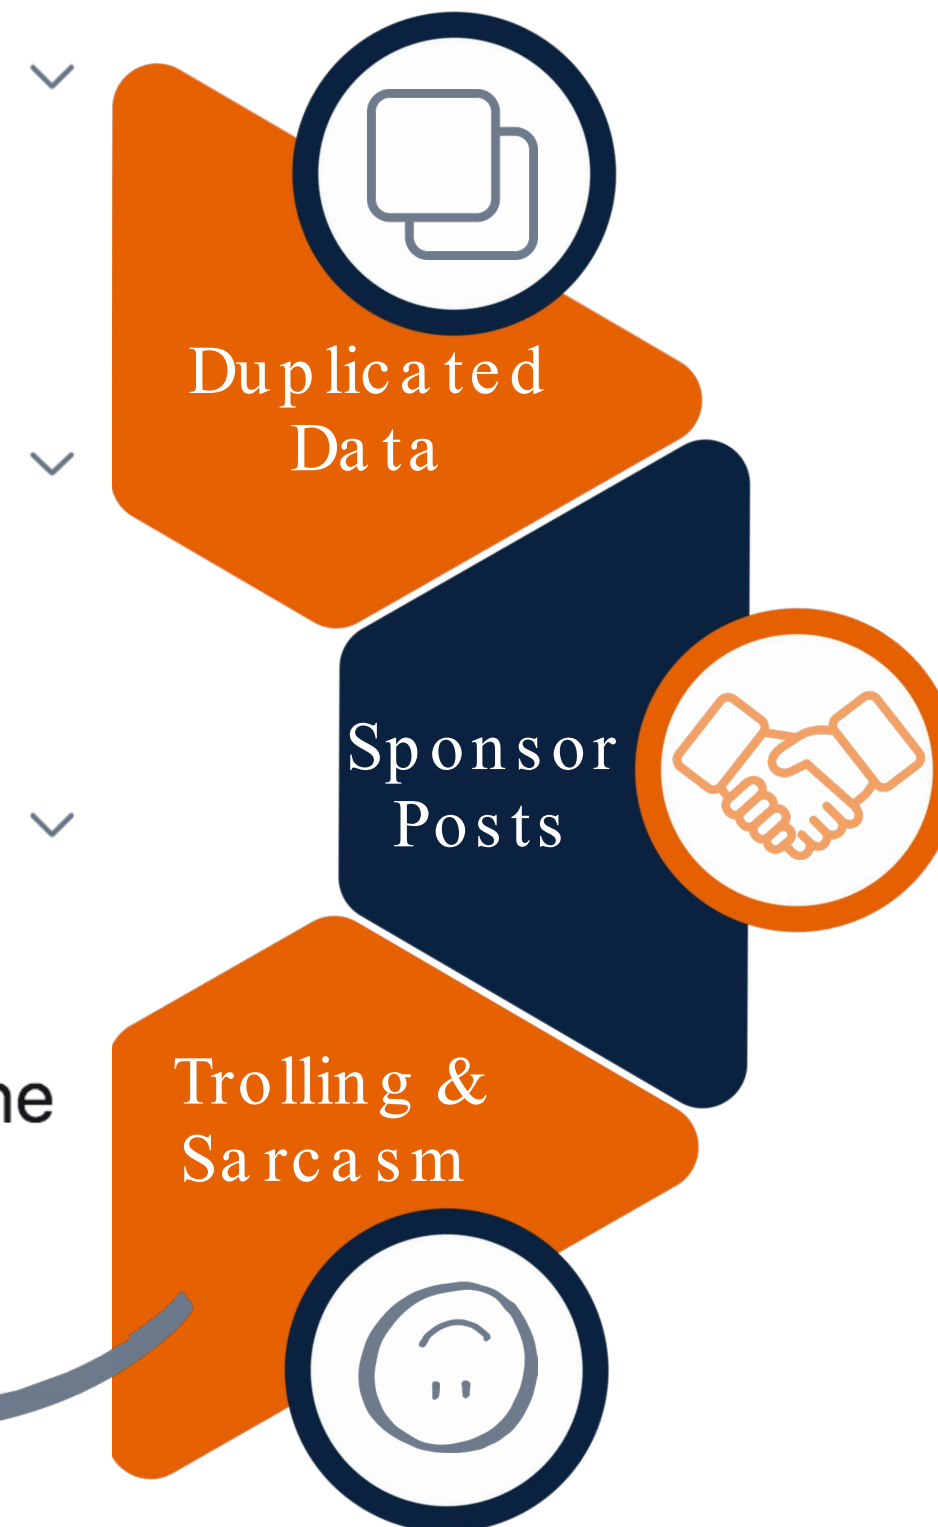 Duplicated
Data
Sponsor
Posts
Trolling &
Sarcasm